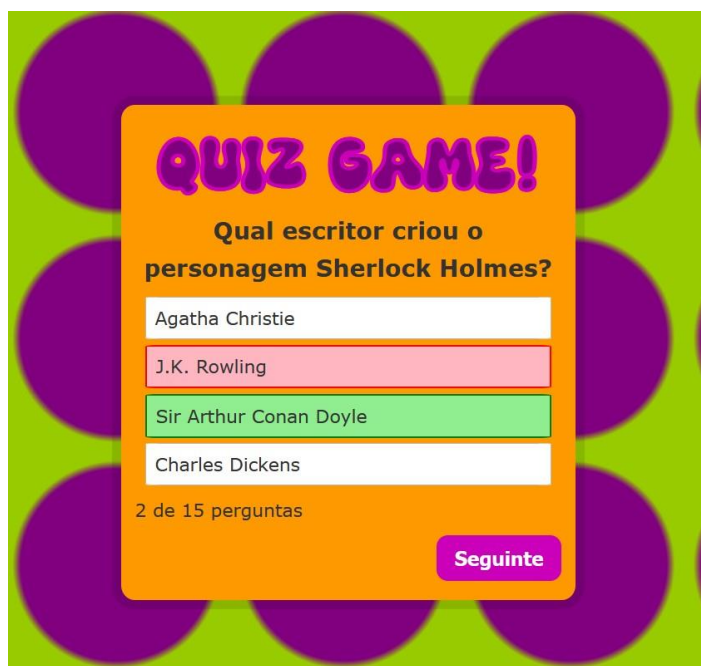 QUIZ GAME!
Qual escritor criou o
personagem Sherlock Holmes?
Agatha Christie
J.K. Rowling
Sir Arthur Conan Doyle
Charles Dickens
2 de 15 perguntas
Seguinte